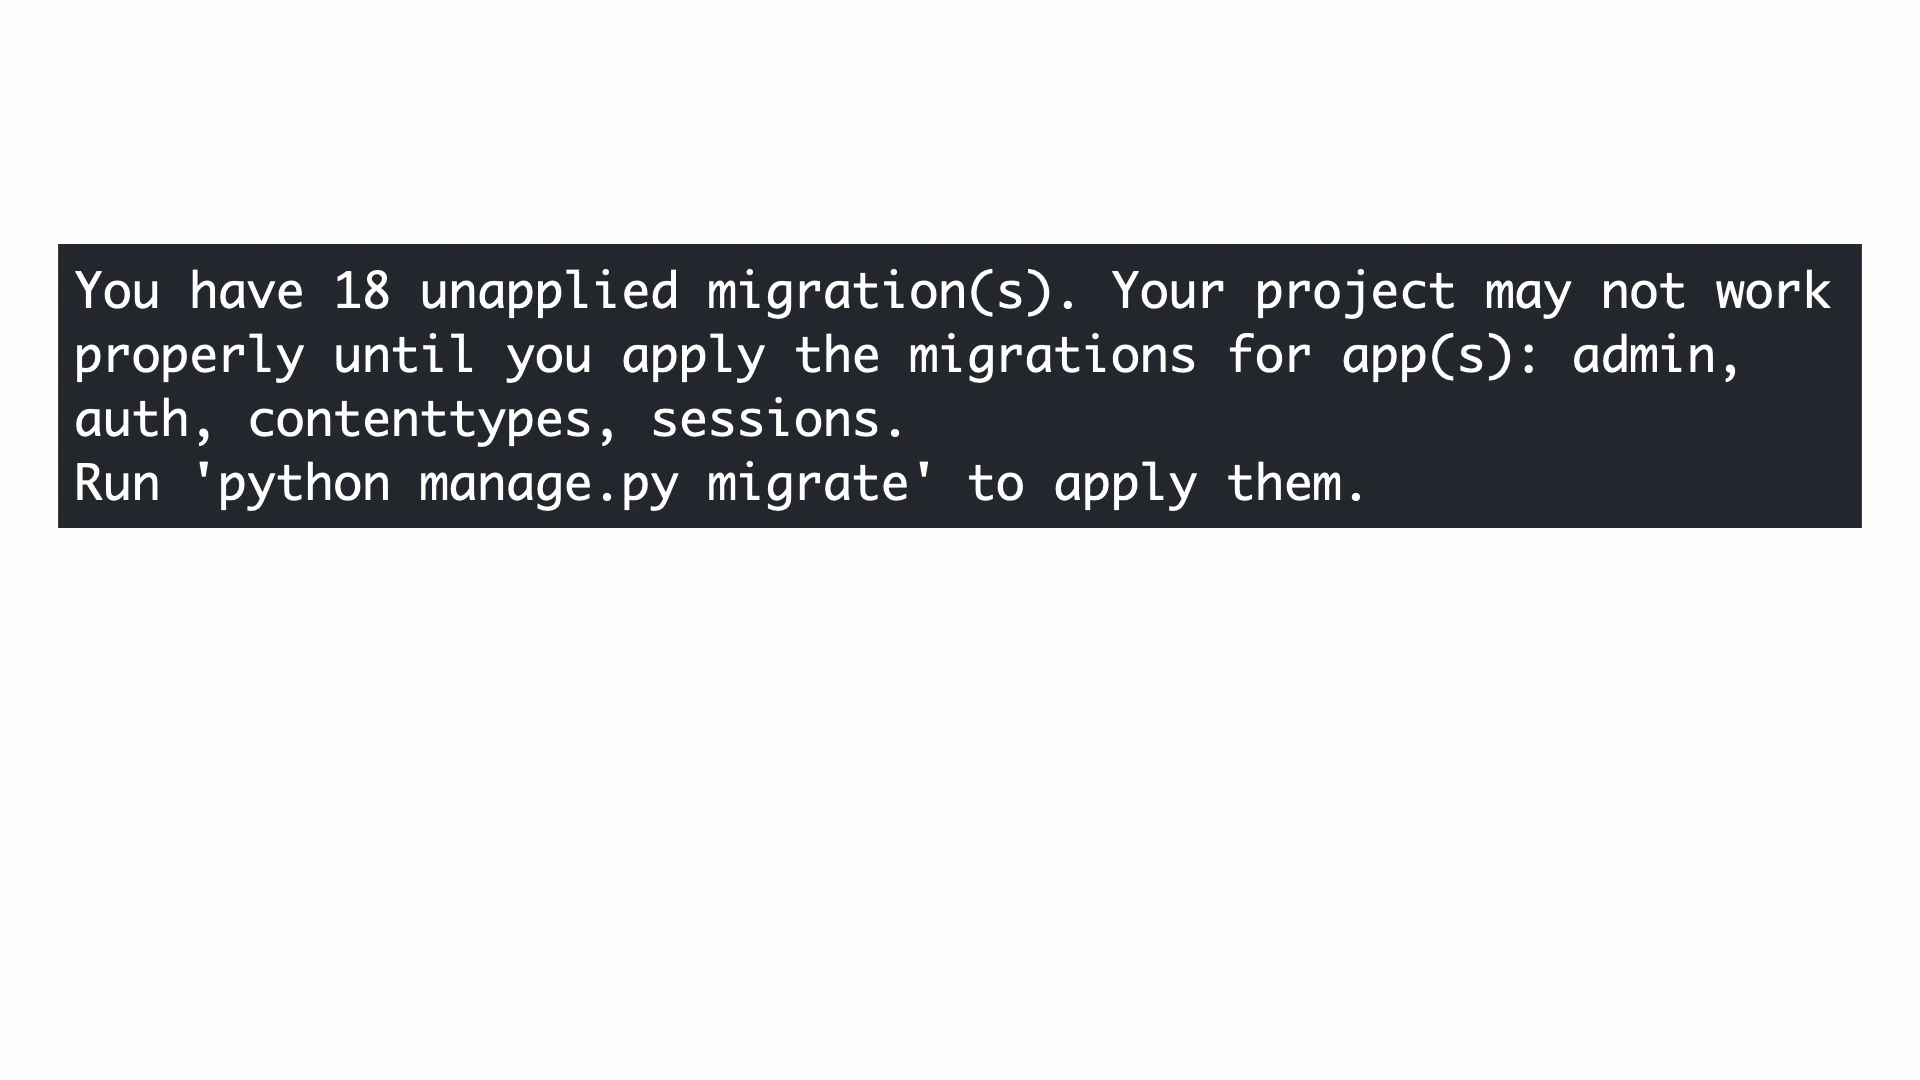 You have 18 unapplied migration(s). Your project may not work
properly until you apply the migrations for app(s): admin,
auth, contenttypes, sessions.
Run 'python manage.py migrate' to apply them.